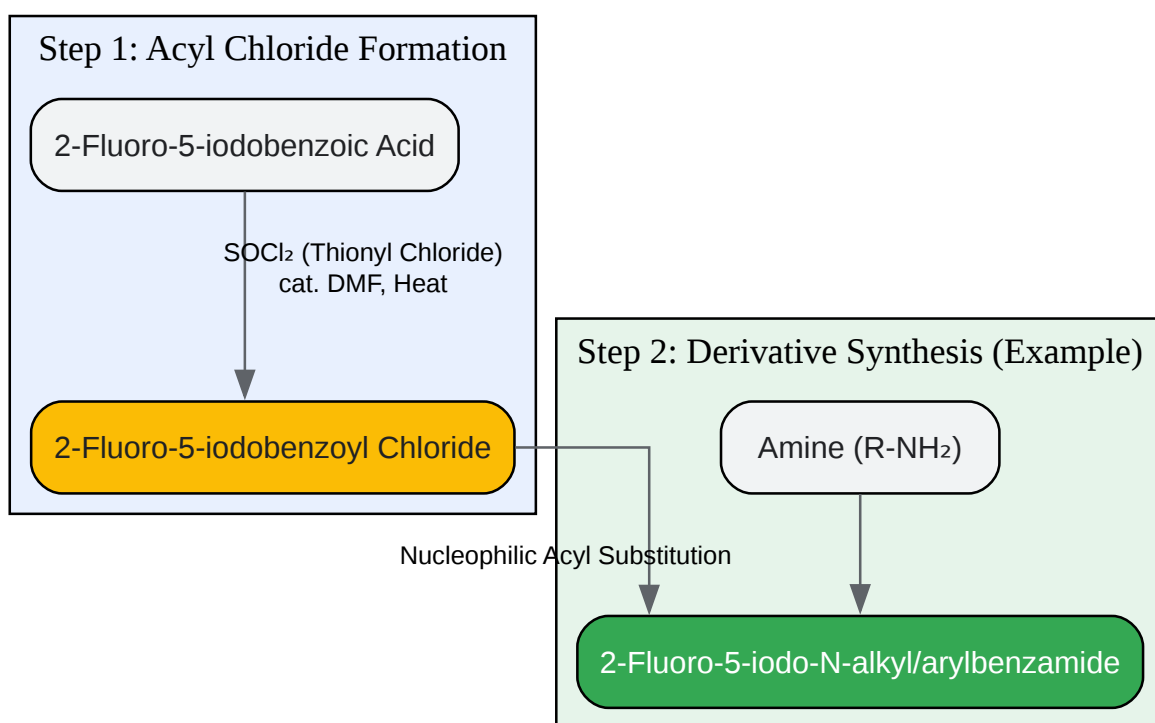 Step 1: Acyl Chloride Formation
2-Fluoro-5-iodobenzoic Acid
SOCl₂ (Thionyl Chloride)
cat. DMF, Heat
2-Fluoro-5-iodobenzoyl Chloride
Step 2: Derivative Synthesis (Example)
Amine (R-NH₂)
Nucleophilic Acyl Substitution
2-Fluoro-5-iodo-N-alkyl/arylbenzamide